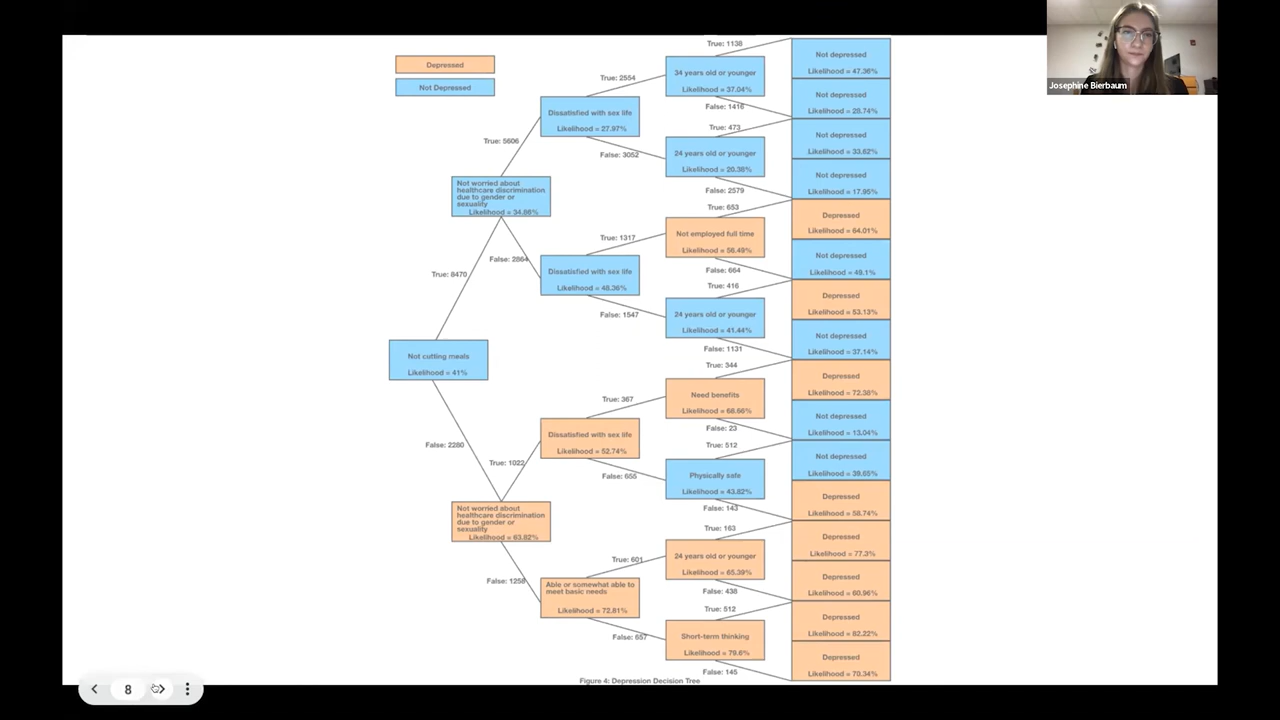 Depressed
Not Depressed
Not cutting meals
Likelihood = 41%
True: 8470
False: 2280
Not worried about
healthcare discrimination
due to gender or
sexuality
Likelihood = 34.86%
True: 5606
False: 2864
Not worried about
healthcare discrimination
due to gender or
sexuality
Likelihood = 63.82%
True: 1022
False: 1258
Dissatisfied with sex life
Likelihood = 27.97%
True: 2554
False: 3052
Dissatisfied with sex life
Likelihood = 48.36%
True: 1317
False: 1547
Dissatisfied with sex life
Likelihood = 52.74%
True: 367
False: 655
Able or somewhat able to
meet basic needs
Likelihood = 72.81%
True: 601
False: 657
34 years old or younger
Likelihood = 37.04%
True: 1138
False: 1416
24 years old or younger
Likelihood = 20.38%
True: 473
False: 2579
Not employed full time
Likelihood = 56.49%
True: 653
False: 664
24 years old or younger
Likelihood = 41.44%
True: 416
False: 1131
Need benefits
Likelihood = 68.66%
True: 344
False: 23
Physically safe
Likelihood = 43.82%
True: 512
False: 143
24 years old or younger
Likelihood = 65.39%
True: 163
False: 438
Short-term thinking
Likelihood = 79.6%
True: 512
False: 145
Not depressed
Likelihood = 47.36%
Not depressed
Likelihood = 28.74%
Not depressed
Likelihood = 33.62%
Not depressed
Likelihood = 17.95%
Depressed
Likelihood = 64.01%
Not depressed
Likelihood = 49.1%
Depressed
Likelihood = 53.13%
Not depressed
Likelihood = 37.14%
Depressed
Likelihood = 72.38%
Not depressed
Likelihood = 13.04%
Not depressed
Likelihood = 39.65%
Depressed
Likelihood = 58.74%
Depressed
Likelihood = 77.3%
Depressed
Likelihood = 60.96%
Depressed
Likelihood = 82.22%
Depressed
Likelihood = 70.34%
Figure 4: Depression Decision Tree
Josephine Bierbaum
8